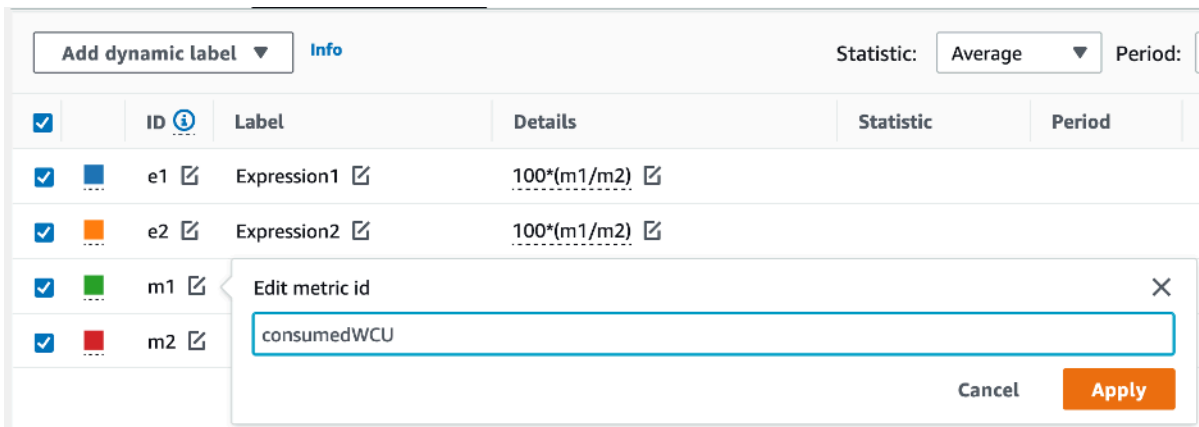 Add dynamic label ▼ Info Statistic: Average ▼ Period:
ID Label Details Statistic Period
e1 Expression1 100*(m1/m2)
e2 Expression2 100*(m1/m2)
m1 Edit metric id
consumedWCU
m2
Cancel Apply